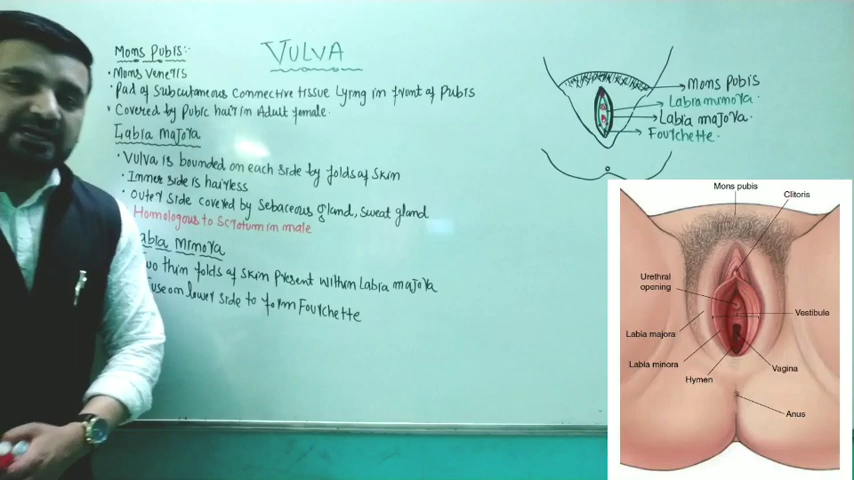 VULVA
Mons Pubis:-
• Mons Veneris
• Pad of Subcutaneous Connective tissue Lying in front of Pubis
• Covered by Pubic hair in Adult female.
Labia Majora
• Vulva is bounded on each side by folds of Skin
• Inner side is hairless
• Outer side covered by Sebaceous gland, sweat gland
Homologous to Scrotum in male
abia Minora
wo thin folds of skin Present within Labia majora
Fuse on lower side to form Fourchette
Mons pubis
Labia minora.
Labia majora.
Fourchette.
Mons pubis
Clitoris
Urethral
opening
Vestibule
Labia majora
Labia minora
Hymen
Vagina
Anus